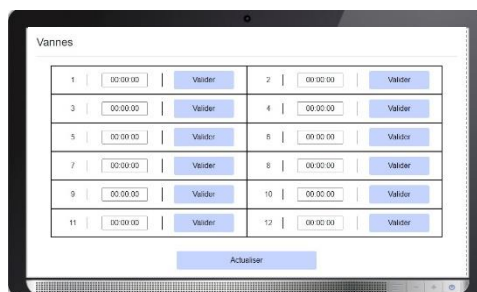 Vannes
1 | 00:00:00 | Valider 2 | 00:00:00 | Valider
3 | 00:00:00 | Valider 4 | 00:00:00 | Valider
5 | 00:00:00 | Valider 6 | 00:00:00 | Valider
7 | 00:00:00 | Valider 8 | 00:00:00 | Valider
9 | 00:00:00 | Valider 10 | 00:00:00 | Valider
11 | 00:00:00 | Valider 12 | 00:00:00 | Valider
Actualiser